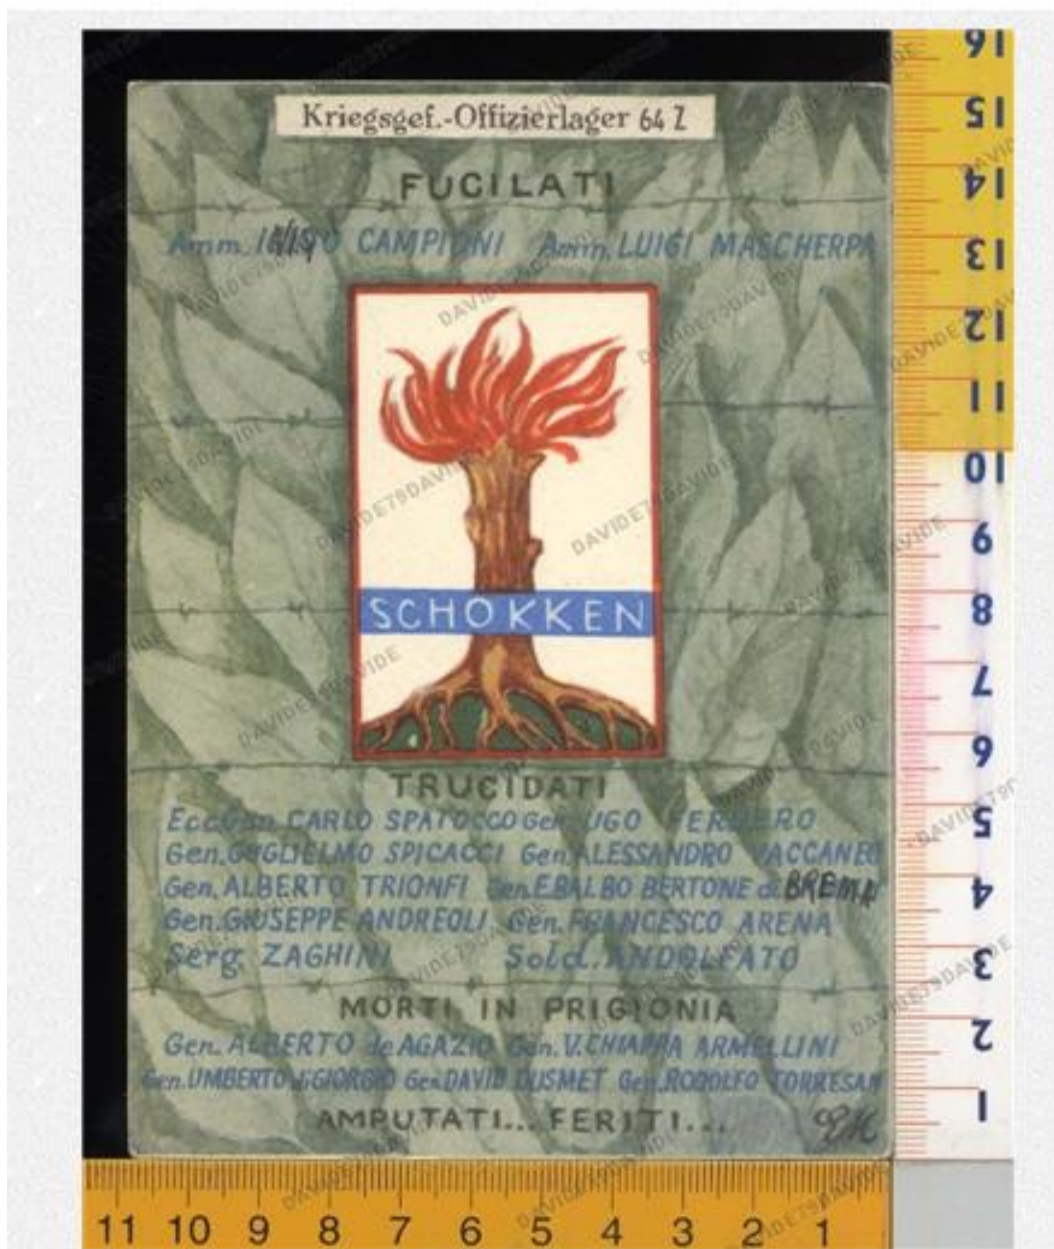 Kriegsgef.-Offizierlager 64 Z
FUCILATI
Amm. CAMPIONI Amm. LUIGI MASCHERPA
SCHOKKEN
TRUCIDATI
Ecc. Gen. CARLO SPATOCCO Gen. UGO FERRERO
Gen. GUGLIELMO SPICACCI Gen. ALESSANDRO VACCANEO
Gen. ALBERTO TRIONFI Gen. E. BALBO BERTONE di BREMA
Gen. GIUSEPPE ANDREOLI Gen. FRANCESCO ARENA
Serg. ZAGHINI Sold. ANDOLFATO
MORTI IN PRIGIONIA
Gen. ALBERTO de AGAZIO Gen. V. CHIAPPA ARMELLINI
Gen. UMBERTO di GIORGIO Gen. DAVID DUSMET Gen. RODOLFO TORRESAN
AMPUTATI... FERITI...
16
15
14
13
12
11
10
9
8
7
6
5
4
3
2
1
11 10 9 8 7 6 5 4 3 2 1